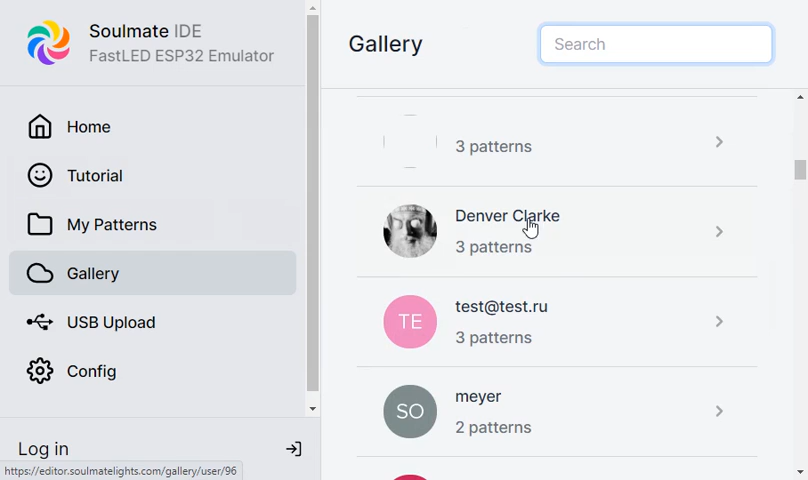 Soulmate IDE
FastLED ESP32 Emulator
Home
Tutorial
My Patterns
Gallery
USB Upload
Config
Log in
https://editor.soulmatelights.com/gallery/user/96
Gallery
Search
3 patterns
Denver Clarke
3 patterns
TE
test@test.ru
3 patterns
SO
meyer
2 patterns